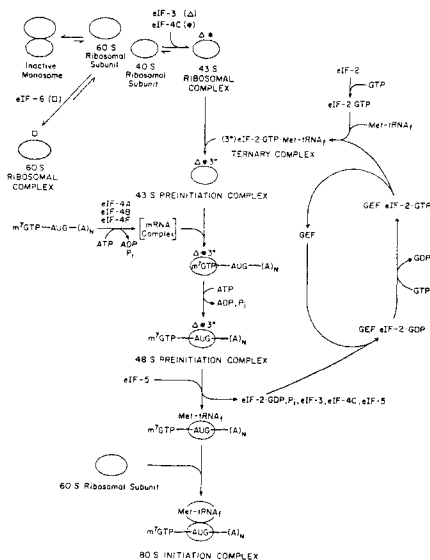 eIF-3 (△)
eIF-4C (*)
Inactive
Monosome
60 S
Ribosomal
Subunit
40 S
Ribosomal
Subunit
△ *
43 S
RIBOSOMAL
COMPLEX
eIF-2
GTP
eIF-2·GTP
Met-tRNAf
eIF-6 (□)
□
60 S
RIBOSOMAL
COMPLEX
(3*) eIF-2·GTP·Met-tRNAf
TERNARY COMPLEX
△ * 3*
43 S PREINITIATION COMPLEX
GEF eIF-2·GTP
GEF
GDP
GTP
GEF eIF-2·GDP
eIF-4A
eIF-4B
eIF-4F
m⁷GTP—AUG—(A)N
ATP
ADP
Pi
[mRNA
Complex]
△ * 3*
m⁷GTP—AUG—(A)N
ATP
ADP, Pi
△ * 3*
m⁷GTP—AUG—(A)N
48 S PREINITIATION COMPLEX
eIF-5
eIF-2·GDP, Pi, eIF-3, eIF-4C, eIF-5
Met-tRNAf
m⁷GTP—AUG—(A)N
60 S Ribosomal Subunit
Met-tRNAf
m⁷GTP—AUG—(A)N
80 S INITIATION COMPLEX